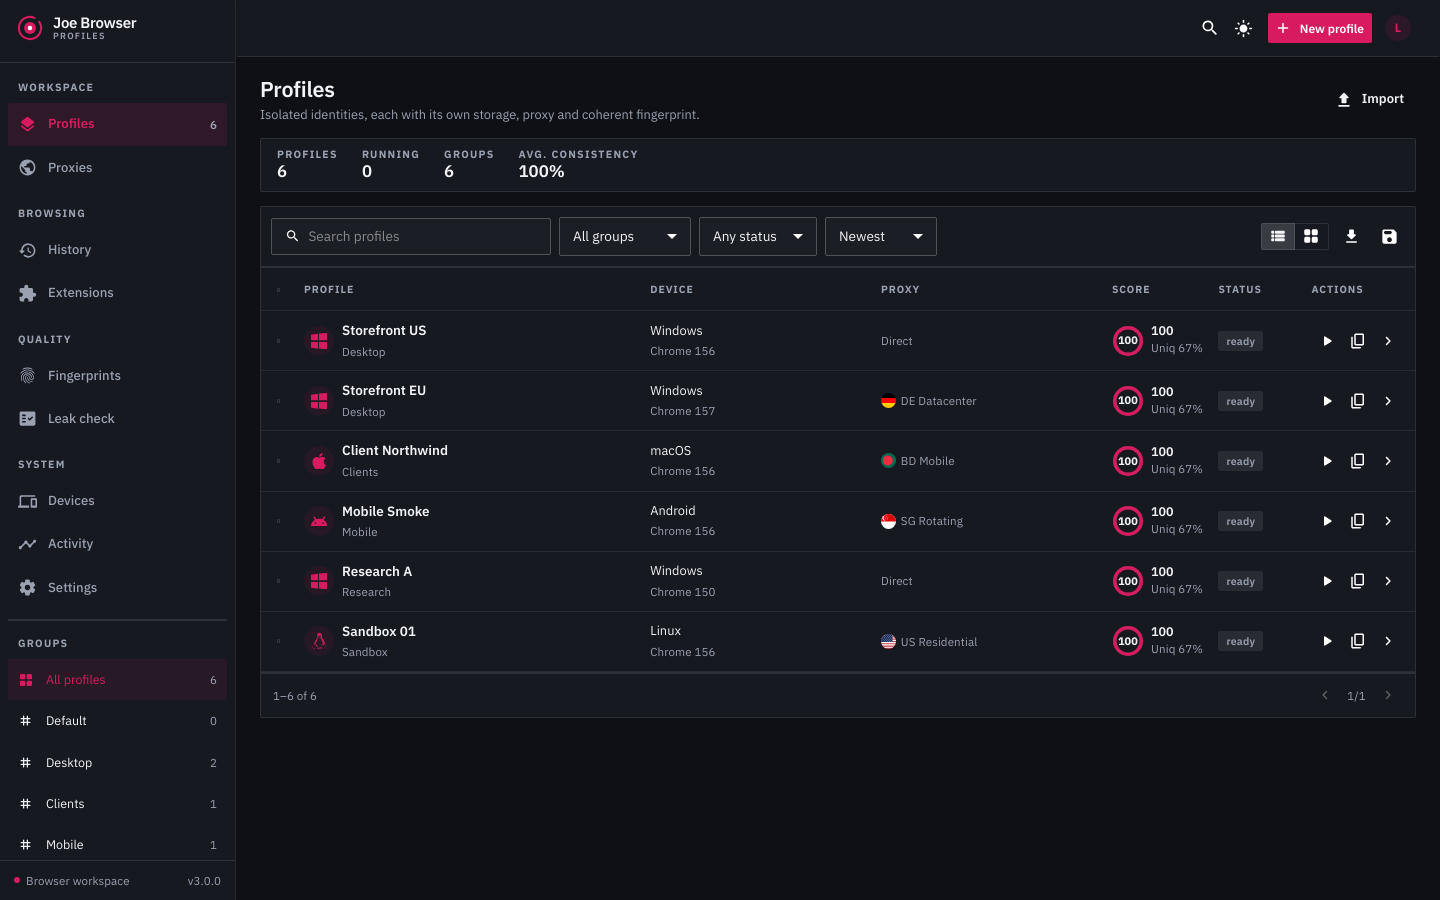 Joe Browser
PROFILES
New profile
L
WORKSPACE
Profiles 6
Proxies
BROWSING
History
Extensions
QUALITY
Fingerprints
Leak check
SYSTEM
Devices
Activity
Settings
GROUPS
All profiles 6
Default 0
Desktop 2
Clients 1
Mobile 1
Browser workspace v3.0.0
Profiles
Isolated identities, each with its own storage, proxy and coherent fingerprint.
Import
PROFILES RUNNING GROUPS AVG. CONSISTENCY
6 0 6 100%
Search profiles All groups Any status Newest
PROFILE DEVICE PROXY SCORE STATUS ACTIONS
Storefront US Windows Direct 100 100 ready
Desktop Chrome 156 Uniq 67%
Storefront EU Windows DE Datacenter 100 100 ready
Desktop Chrome 157 Uniq 67%
Client Northwind macOS BD Mobile 100 100 ready
Clients Chrome 156 Uniq 67%
Mobile Smoke Android SG Rotating 100 100 ready
Mobile Chrome 156 Uniq 67%
Research A Windows Direct 100 100 ready
Research Chrome 150 Uniq 67%
Sandbox 01 Linux US Residential 100 100 ready
Sandbox Chrome 156 Uniq 67%
1–6 of 6 1/1